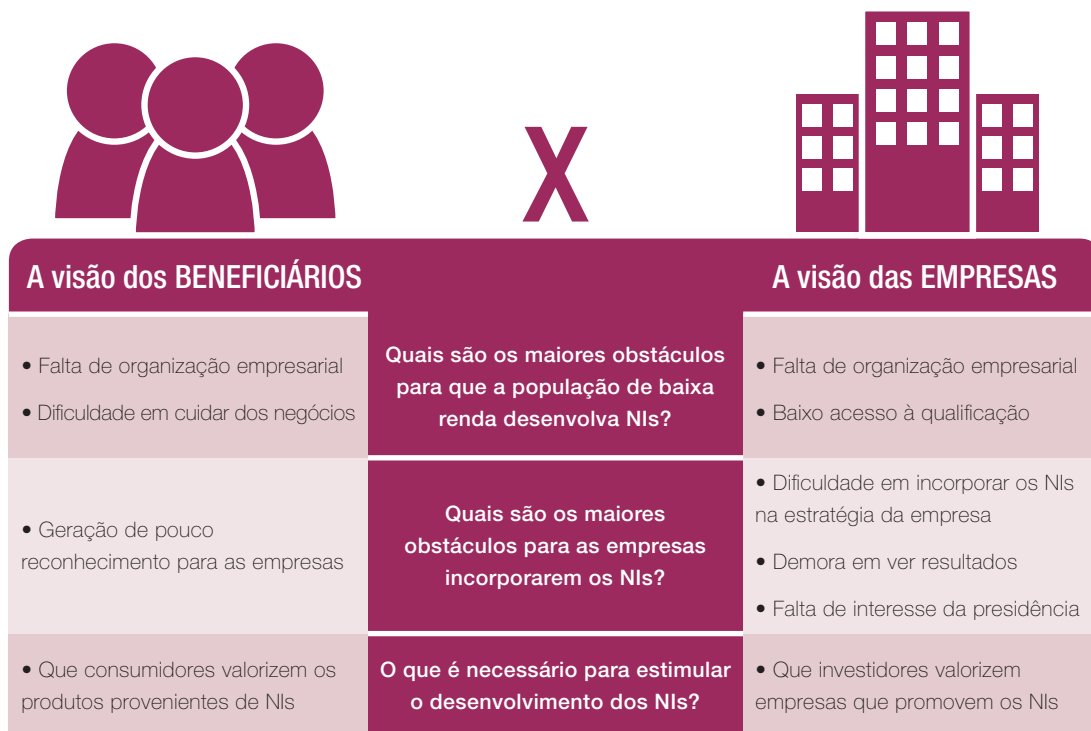 X
A visão dos BENEFICIÁRIOS
A visão das EMPRESAS
• Falta de organização empresarial
• Dificuldade em cuidar dos negócios
Quais são os maiores obstáculos
para que a população de baixa
renda desenvolva NIs?
• Falta de organização empresarial
• Baixo acesso à qualificação
• Geração de pouco
reconhecimento para as empresas
Quais são os maiores
obstáculos para as empresas
incorporarem os NIs?
• Dificuldade em incorporar os NIs
na estratégia da empresa
• Demora em ver resultados
• Falta de interesse da presidência
• Que consumidores valorizem os
produtos provenientes de NIs
O que é necessário para estimular
o desenvolvimento dos NIs?
• Que investidores valorizem
empresas que promovem os NIs